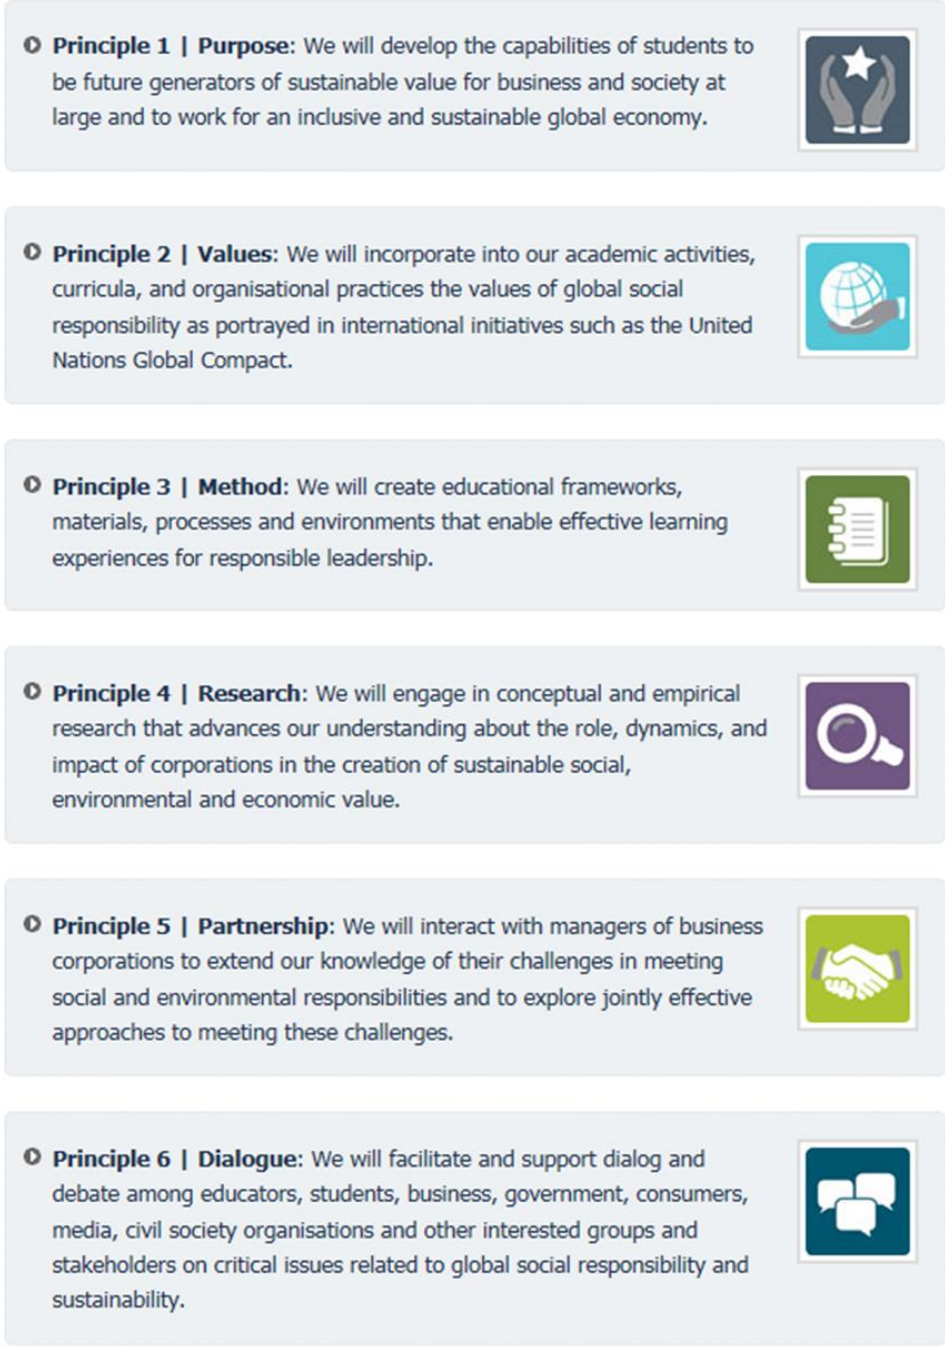 Principle 1 | Purpose: We will develop the capabilities of students to
be future generators of sustainable value for business and society at
large and to work for an inclusive and sustainable global economy.
Principle 2 | Values: We will incorporate into our academic activities,
curricula, and organisational practices the values of global social
responsibility as portrayed in international initiatives such as the United
Nations Global Compact.
Principle 3 | Method: We will create educational frameworks,
materials, processes and environments that enable effective learning
experiences for responsible leadership.
Principle 4 | Research: We will engage in conceptual and empirical
research that advances our understanding about the role, dynamics, and
impact of corporations in the creation of sustainable social,
environmental and economic value.
Principle 5 | Partnership: We will interact with managers of business
corporations to extend our knowledge of their challenges in meeting
social and environmental responsibilities and to explore jointly effective
approaches to meeting these challenges.
Principle 6 | Dialogue: We will facilitate and support dialog and
debate among educators, students, business, government, consumers,
media, civil society organisations and other interested groups and
stakeholders on critical issues related to global social responsibility and
sustainability.